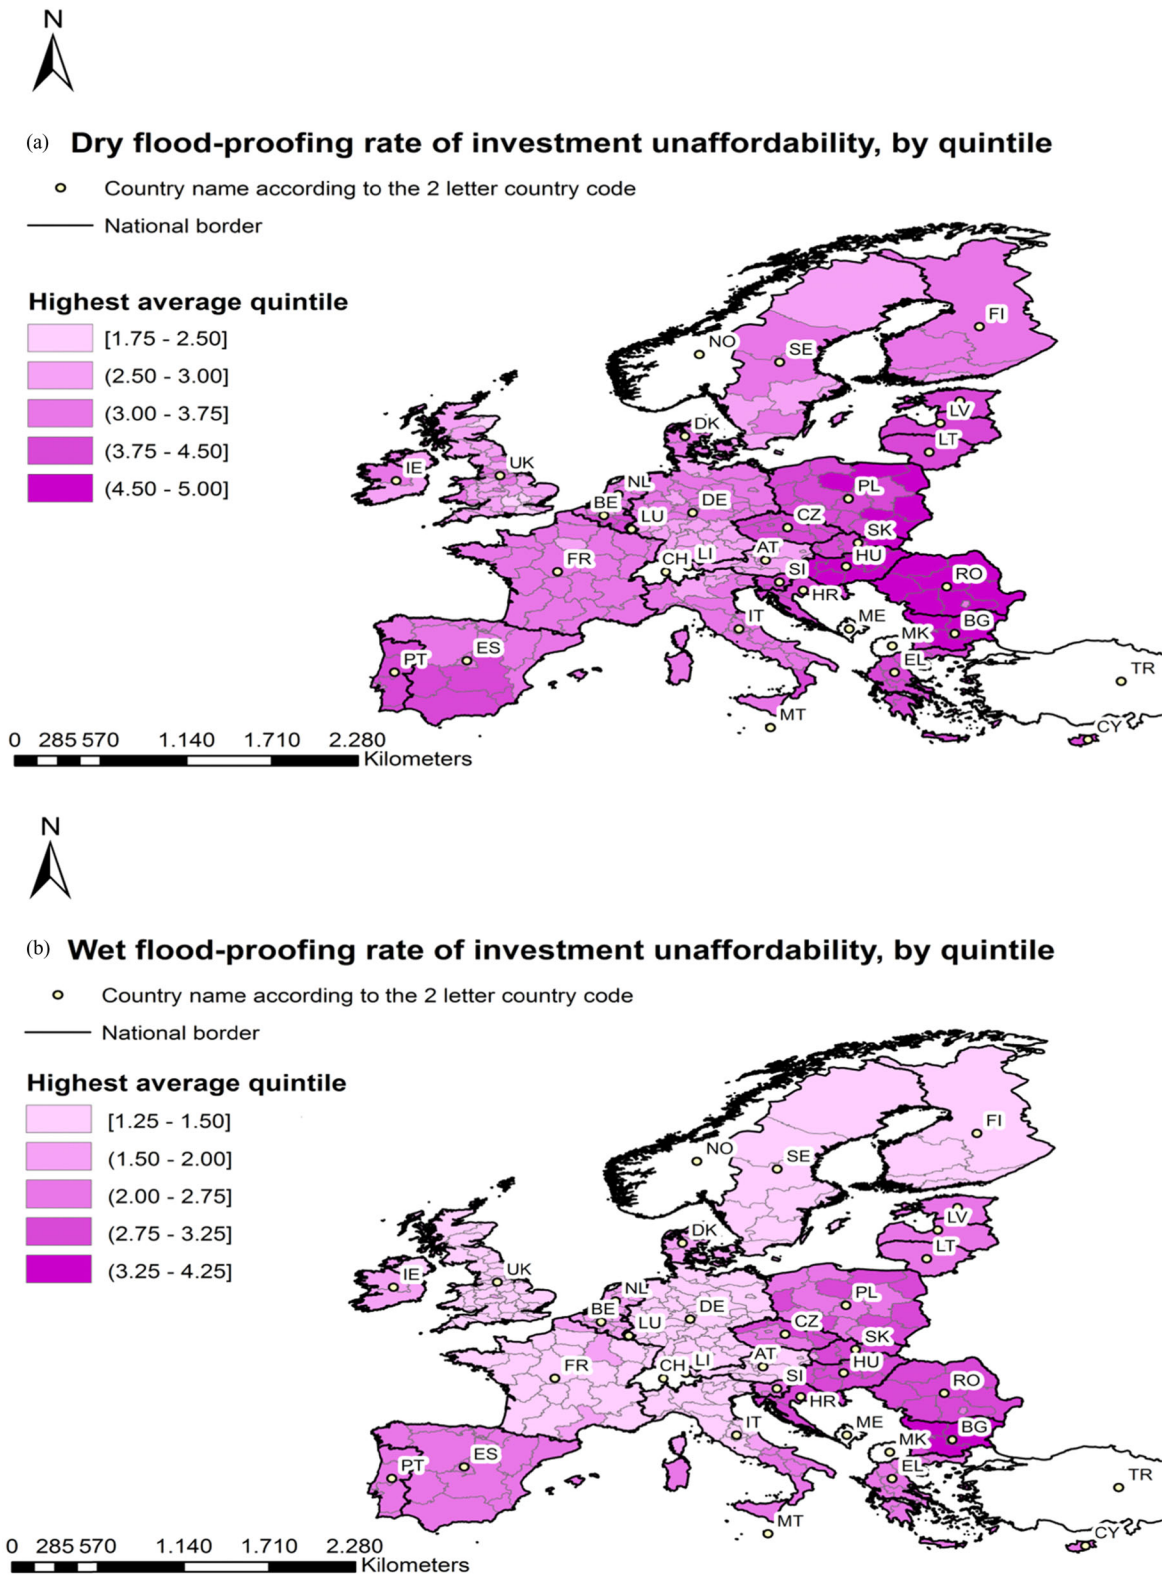 N
(a) Dry flood-proofing rate of investment unaffordability, by quintile
Country name according to the 2 letter country code
National border
Highest average quintile
[1.75 - 2.50]
(2.50 - 3.00]
(3.00 - 3.75]
(3.75 - 4.50]
(4.50 - 5.00]
FI
NO
SE
LV
DK
LT
IE
UK
NL
BE
DE
PL
LU
CZ
SK
FR
CH
LI
AT
HU
SI
RO
HR
IT
ME
BG
MK
PT
ES
EL
TR
MT
CY
0 285 570 1.140 1.710 2.280
Kilometers
N
(b) Wet flood-proofing rate of investment unaffordability, by quintile
Country name according to the 2 letter country code
National border
Highest average quintile
[1.25 - 1.50]
(1.50 - 2.00]
(2.00 - 2.75]
(2.75 - 3.25]
(3.25 - 4.25]
FI
NO
SE
LV
DK
LT
IE
UK
NL
BE
DE
PL
LU
CZ
SK
FR
CH
LI
AT
HU
SI
RO
HR
IT
ME
BG
MK
PT
ES
EL
TR
MT
CY
0 285 570 1.140 1.710 2.280
Kilometers